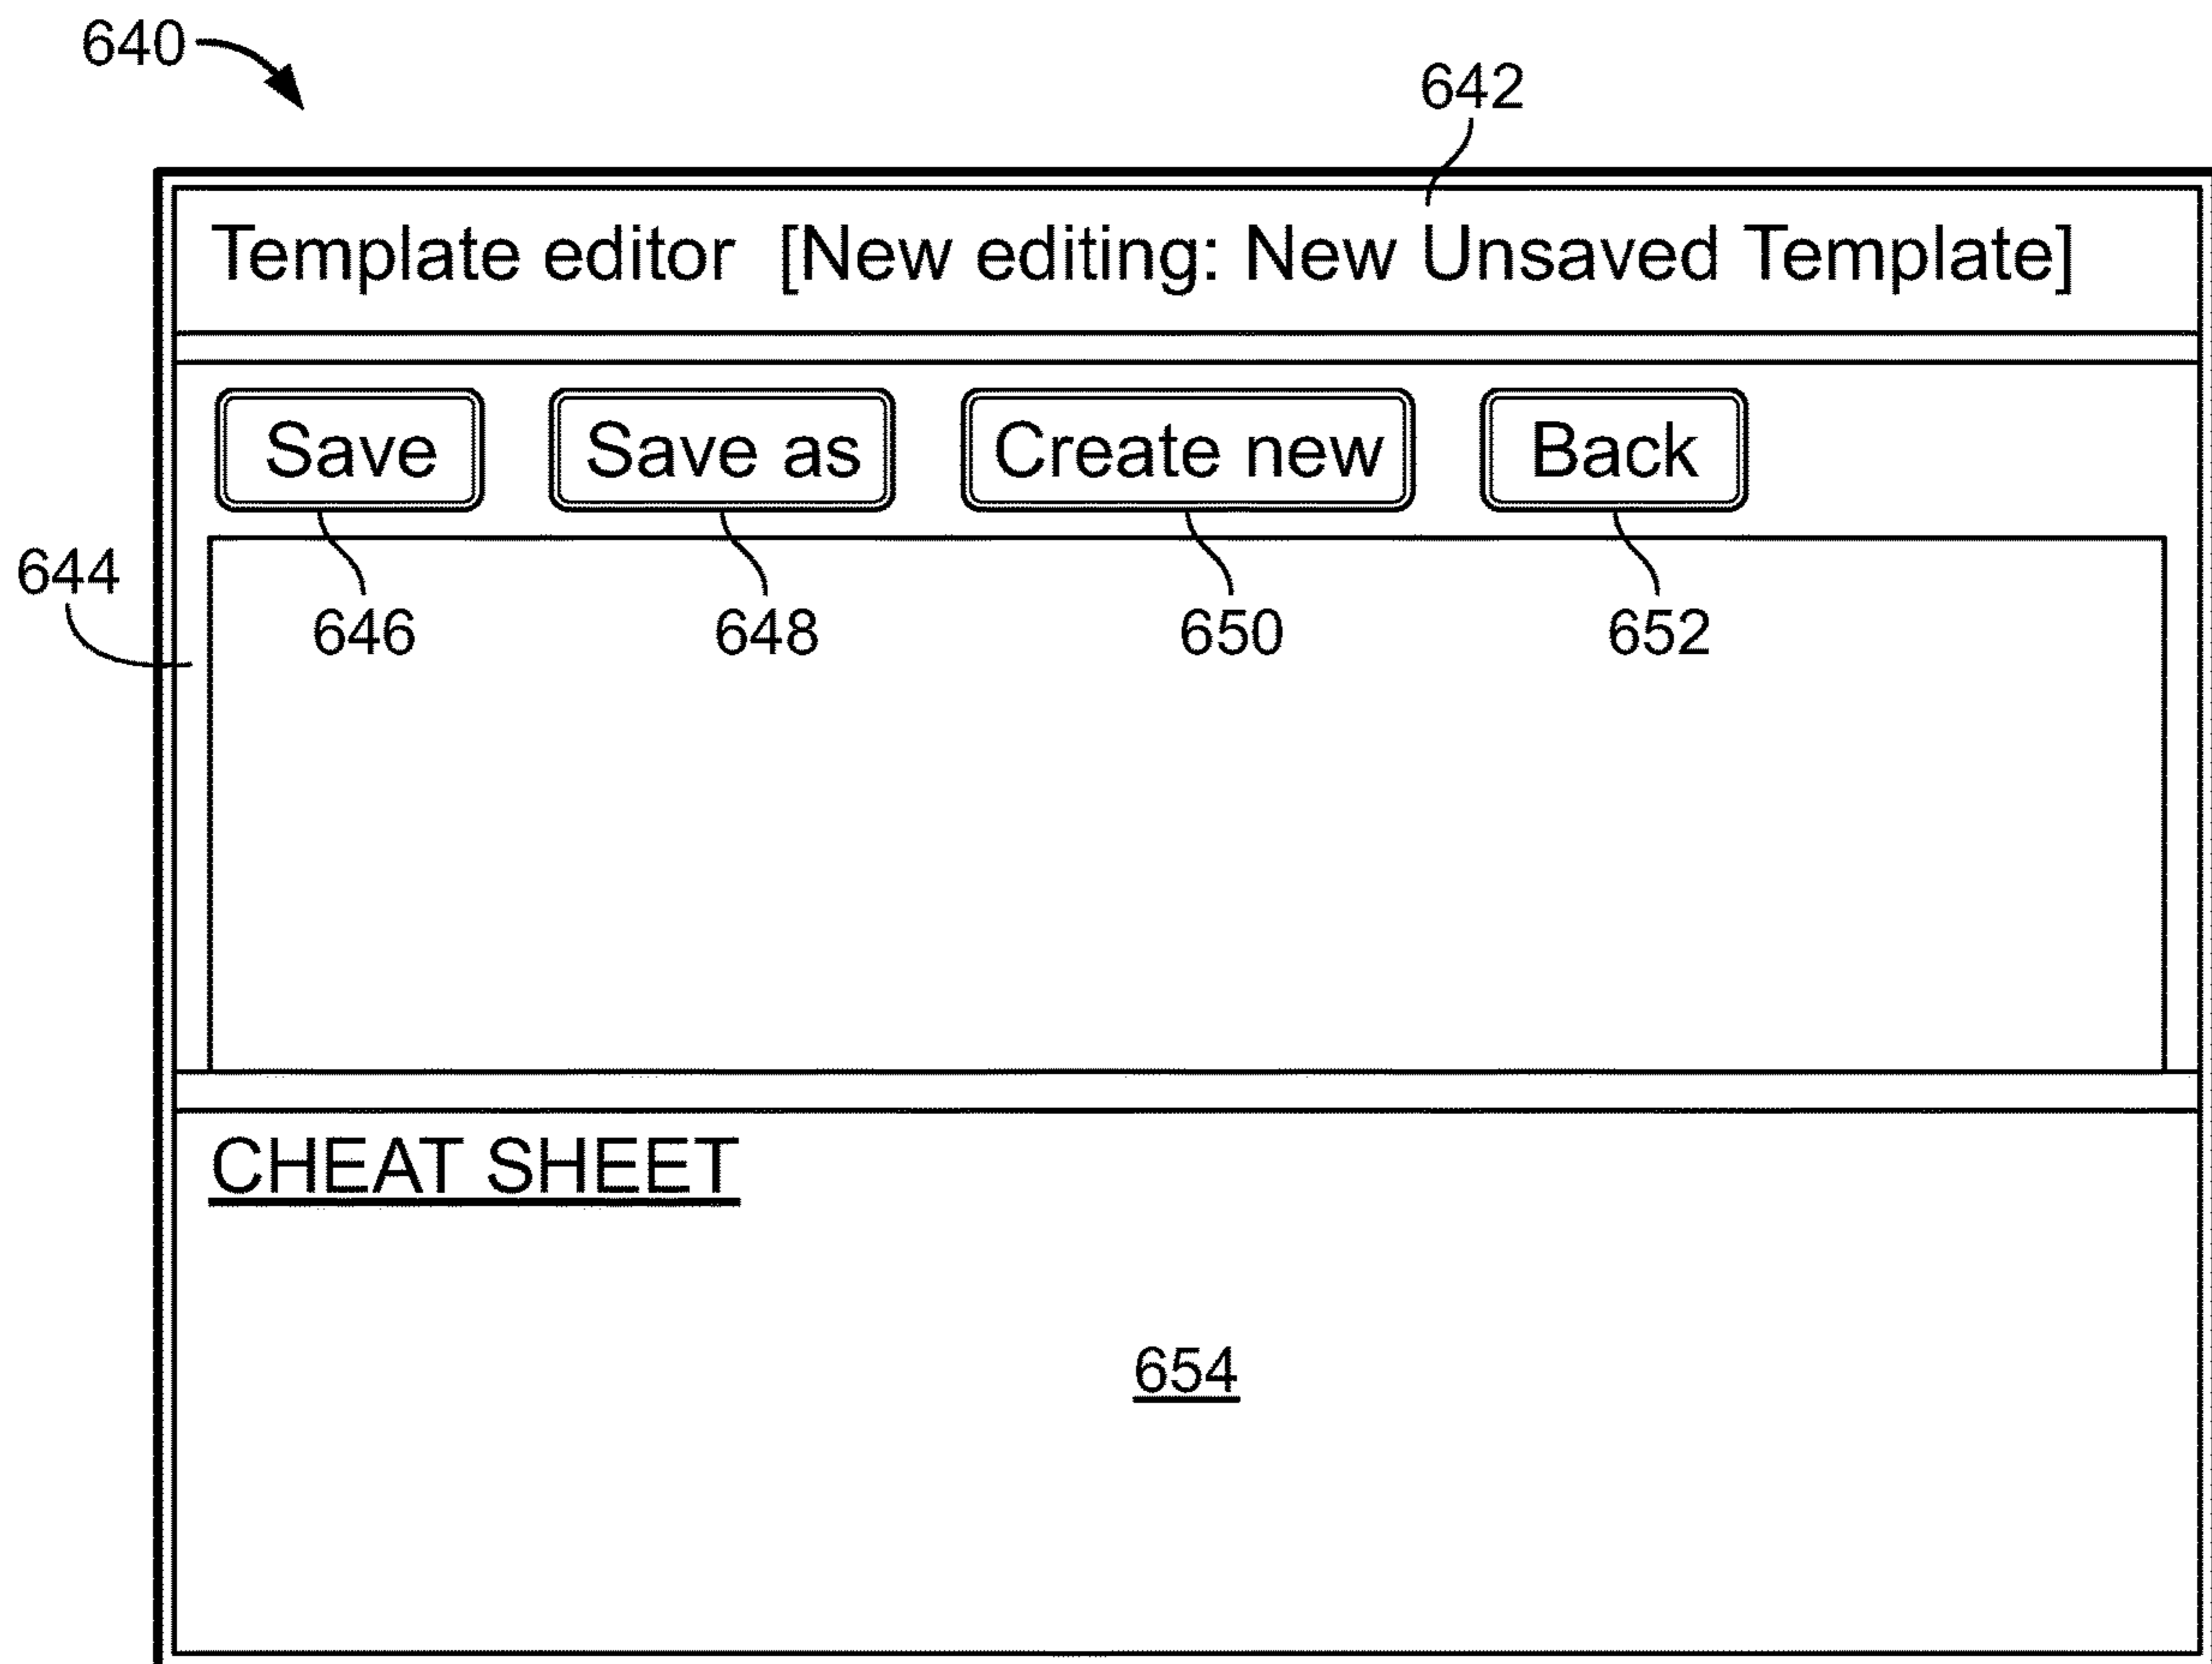 640
642
Template editor [New editing: New Unsaved Template]
Save Save as Create new Back
644
646 648 650 652
CHEAT SHEET
654